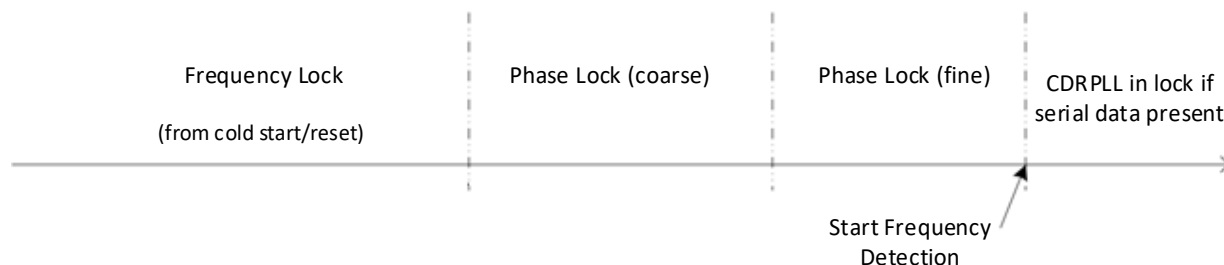 Frequency Lock
(from cold start/reset)
Phase Lock (coarse)
Phase Lock (fine)
CDRPLL in lock if
serial data present
Start Frequency
Detection